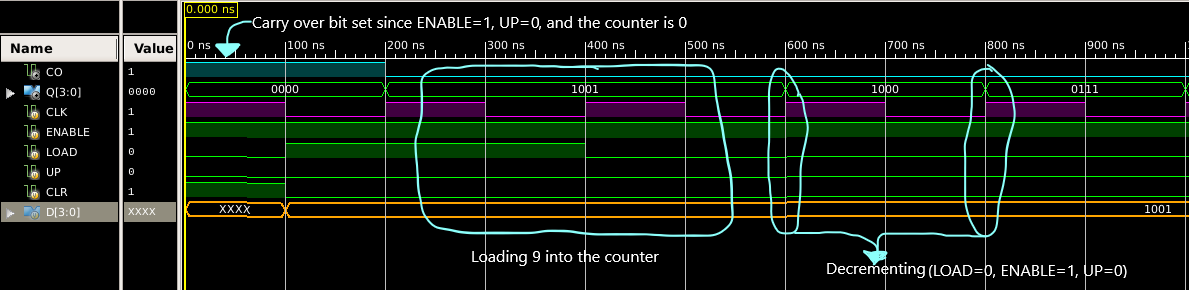 0.000 ns
Carry over bit set since ENABLE=1, UP=0, and the counter is 0
Name Value 0 ns 100 ns 200 ns 300 ns 400 ns 500 ns 600 ns 700 ns 800 ns 900 ns
CO 1
Q[3:0] 0000 0000 1001 1000 0111
CLK 1
ENABLE 1
LOAD 0
UP 0
CLR 1
D[3:0] XXXX XXXX 1001
Loading 9 into the counter
Decrementing (LOAD=0, ENABLE=1, UP=0)